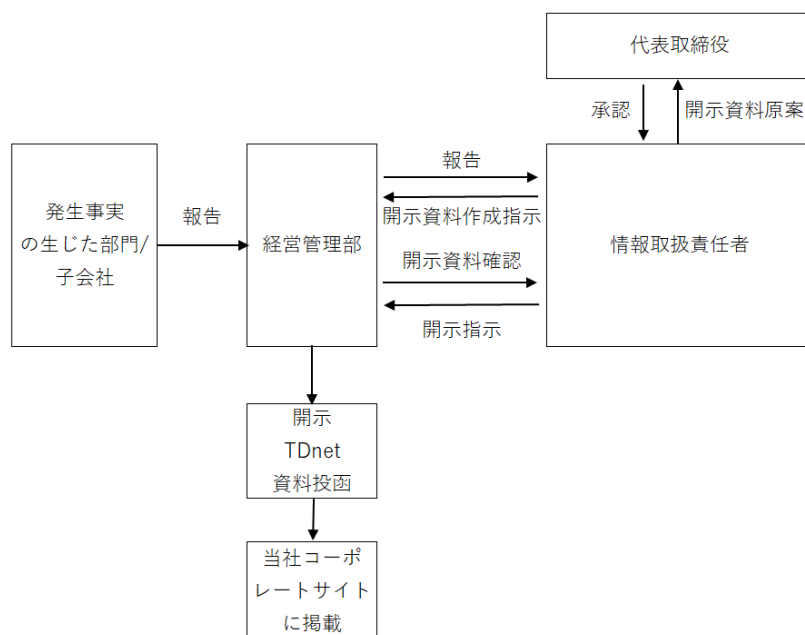 代表取締役
承認
開示資料原案
発生事実
の生じた部門/
子会社
報告
経営管理部
報告
開示資料作成指示
開示資料確認
開示指示
情報取扱責任者
開示
TDnet
資料投函
当社コーポ
レートサイト
に掲載